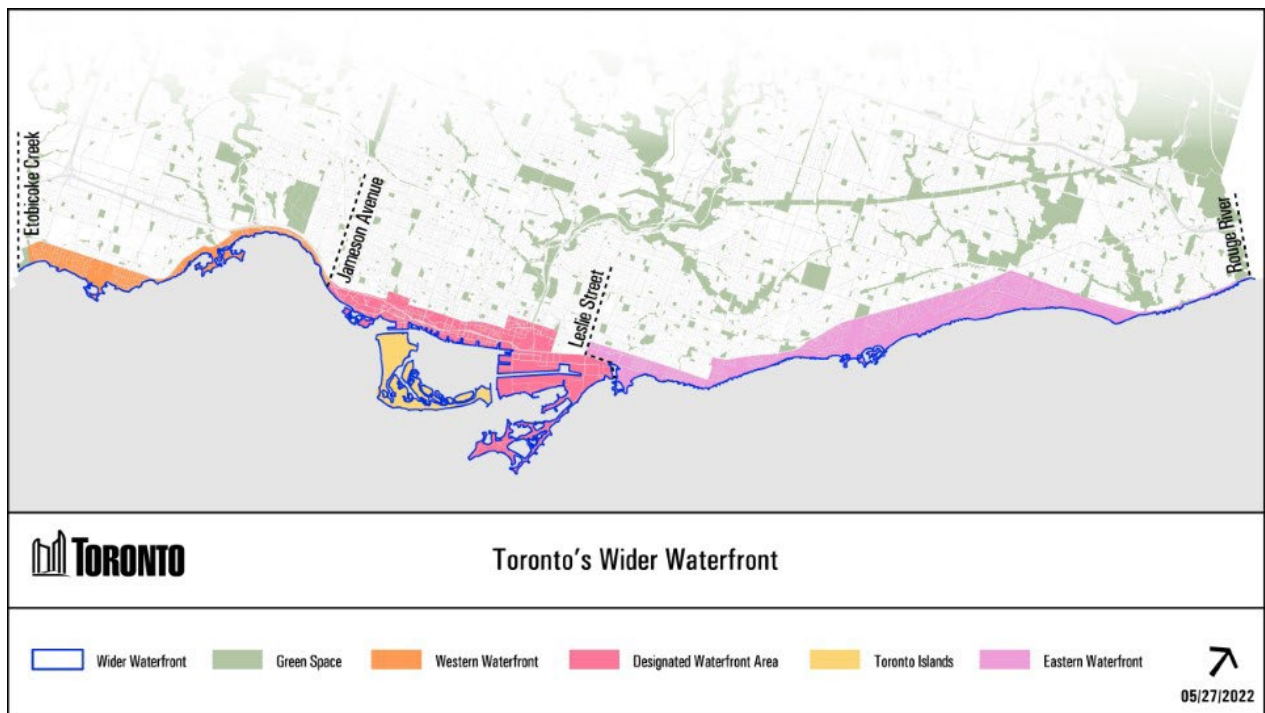 Etobicoke Creek
Jameson Avenue
Leslie Street
Rouge River
TORONTO
Toronto's Wider Waterfront
Wider Waterfront
Green Space
Western Waterfront
Designated Waterfront Area
Toronto Islands
Eastern Waterfront
05/27/2022